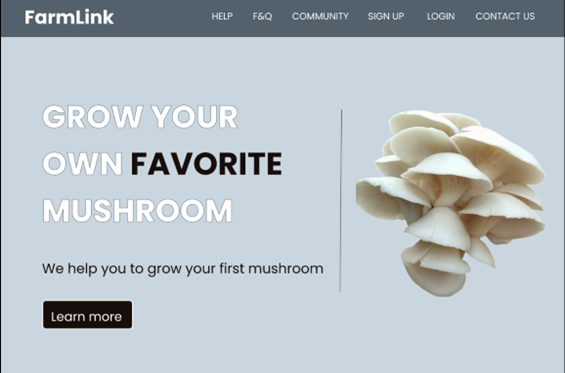 FarmLink
HELP F&Q COMMUNITY SIGN UP LOGIN CONTACT US
GROW YOUR
OWN FAVORITE
MUSHROOM
We help you to grow your first mushroom
Learn more